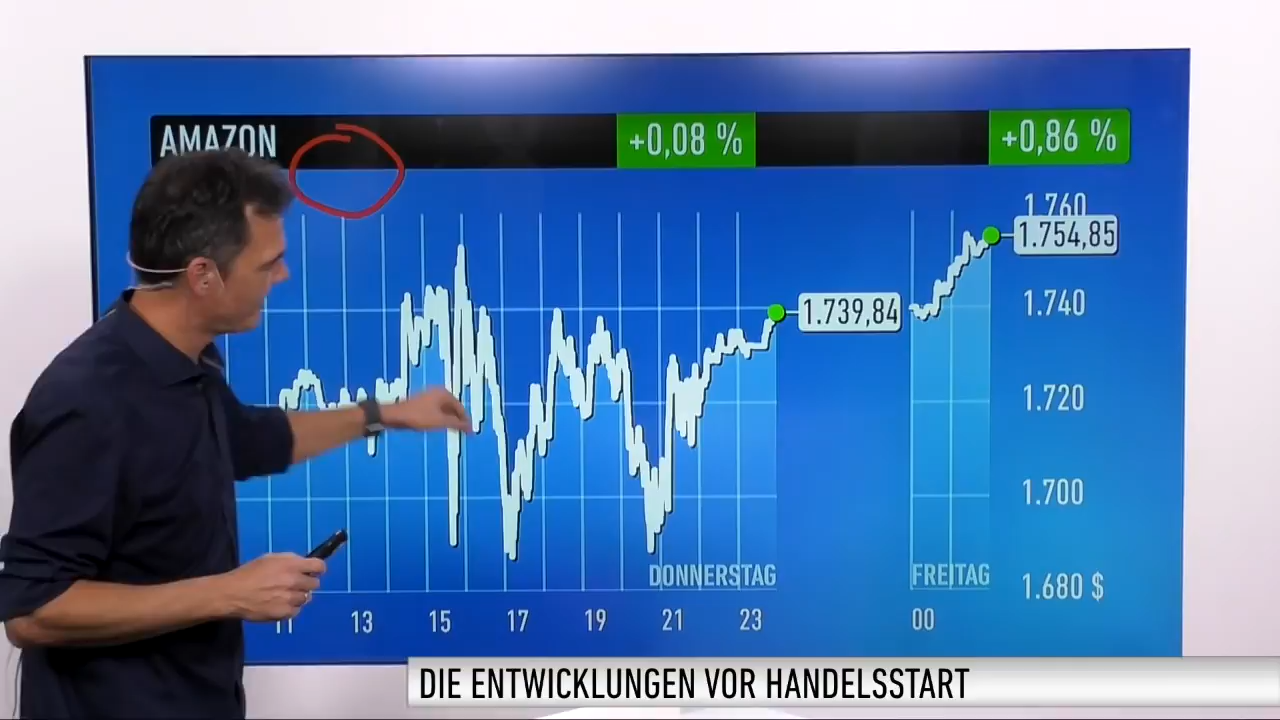 AMAZON +0,08 % +0,86 %
1.760
1.754,85
1.739,84 1.740
1.720
1.700
DONNERSTAG FREITAG
1.680 $
11 13 15 17 19 21 23 00
DIE ENTWICKLUNGEN VOR HANDELSSTART